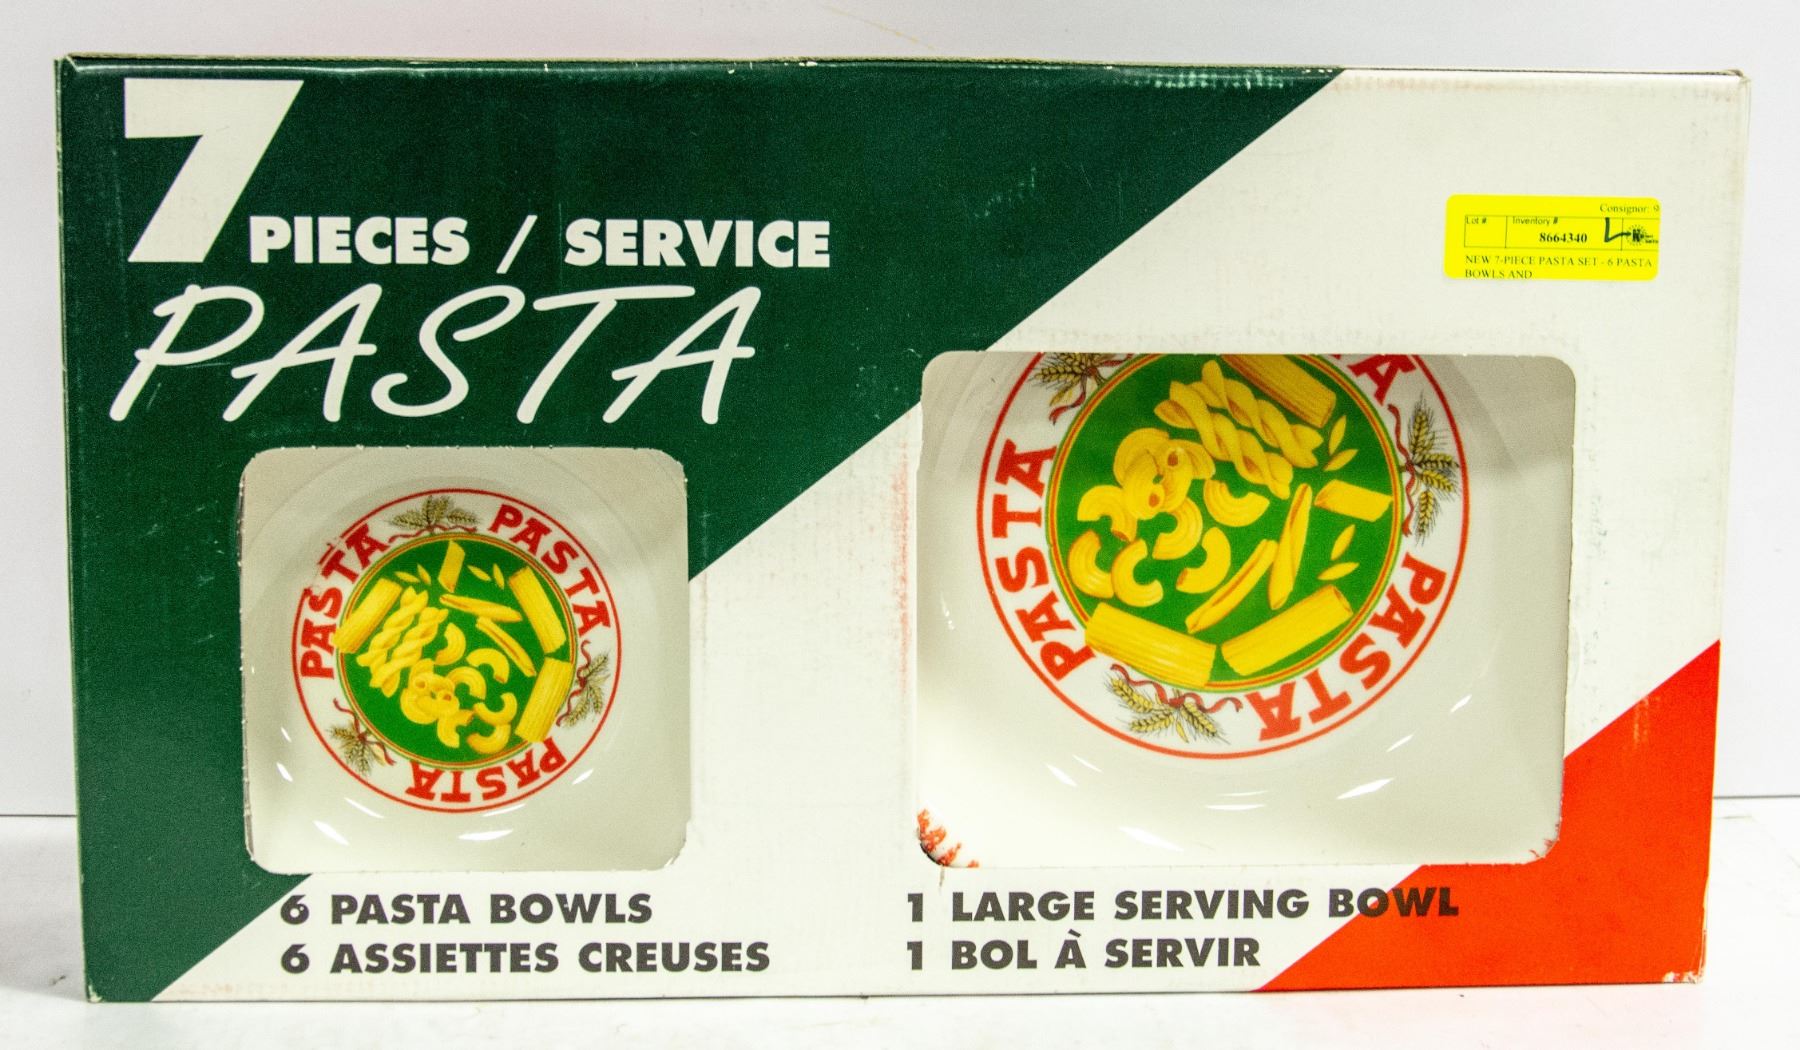 7 PIECES / SERVICE
PASTA
Consignor: 9
Lot # Inventory #
8664340
NEW 7-PIECE PASTA SET - 6 PASTA
BOWLS AND
PASTA PASTA PASTA
PASTA PASTA PASTA
6 PASTA BOWLS
6 ASSIETTES CREUSES
1 LARGE SERVING BOWL
1 BOL À SERVIR